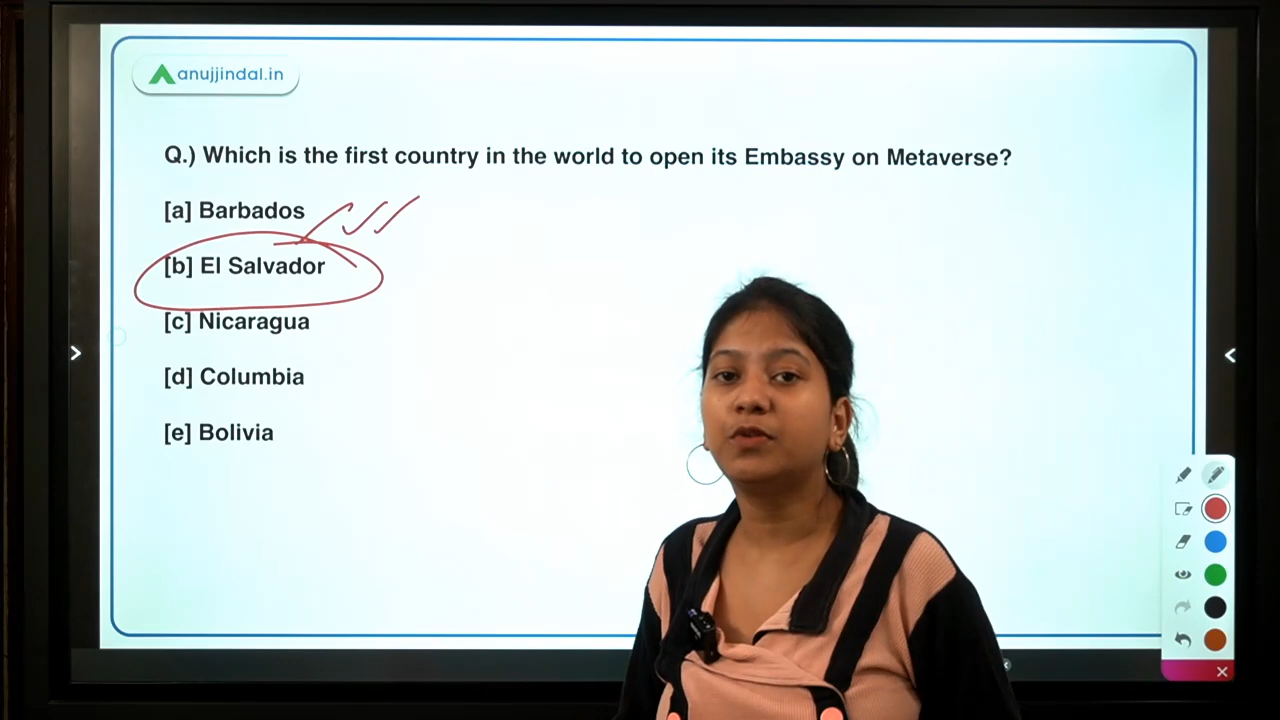 anujjindal.in
Q.) Which is the first country in the world to open its Embassy on Metaverse?
[a] Barbados
[b] El Salvador
[c] Nicaragua
[d] Columbia
[e] Bolivia